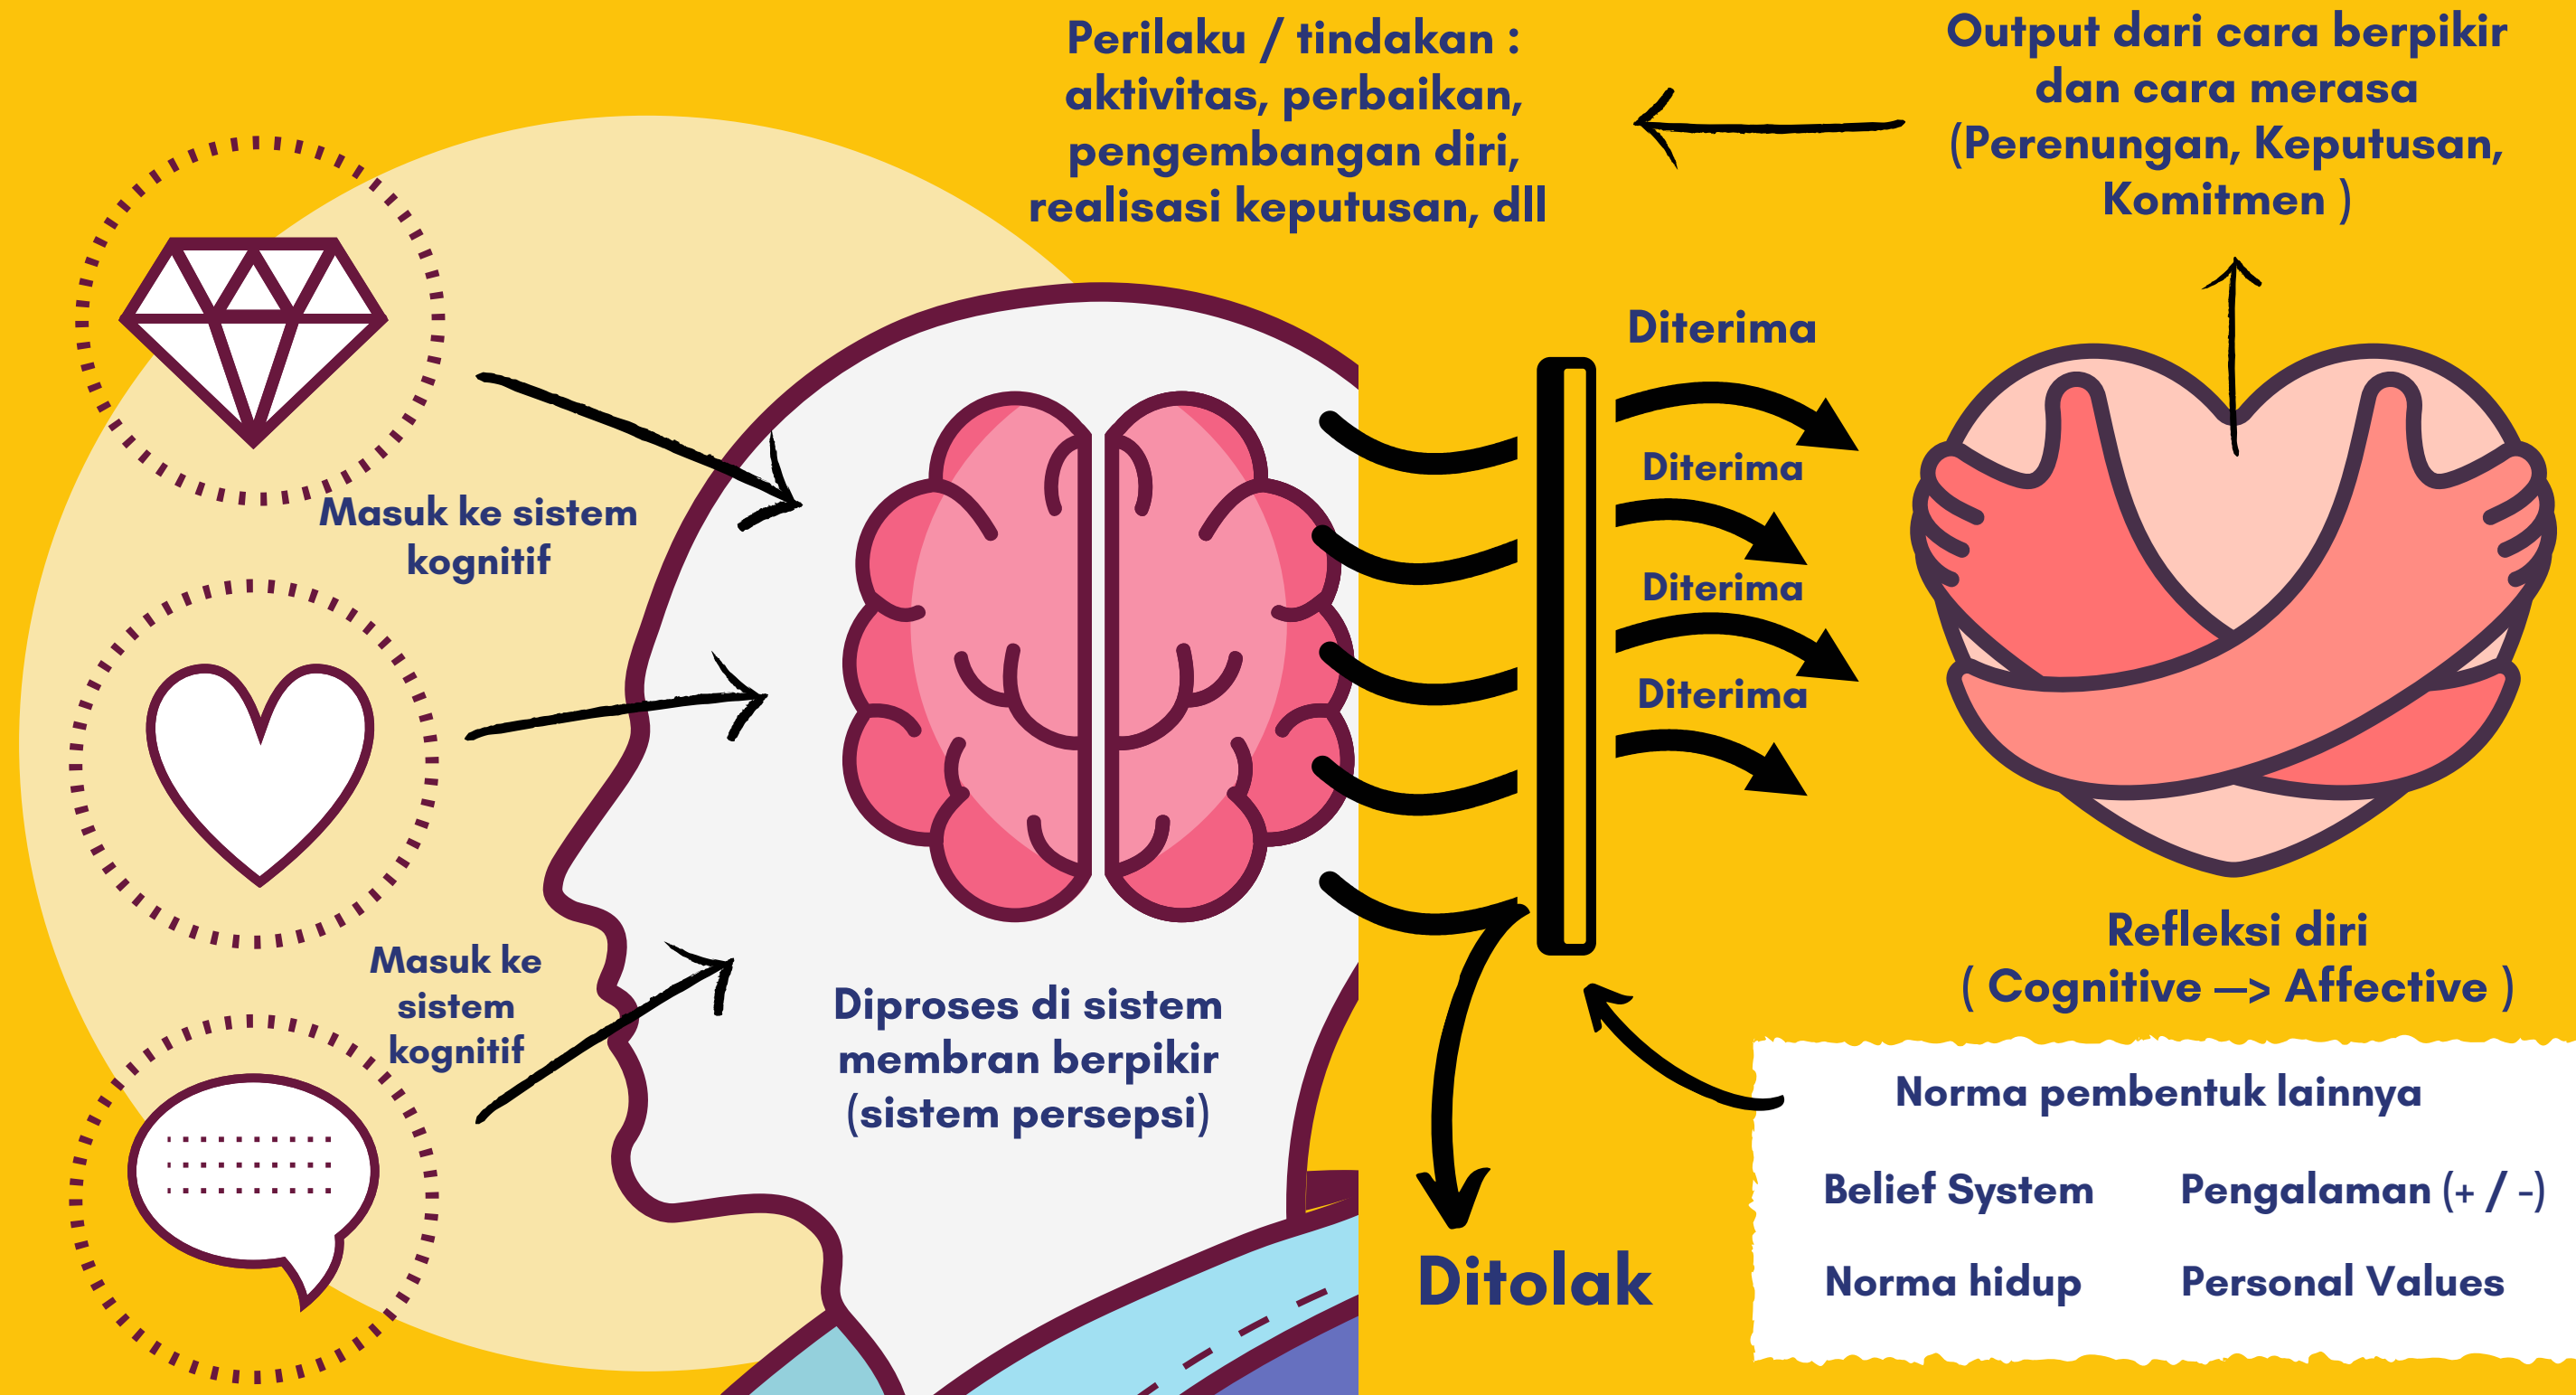 Perilaku / tindakan :
aktivitas, perbaikan,
pengembangan diri,
realisasi keputusan, dll
Output dari cara berpikir
dan cara merasa
(Perenungan, Keputusan,
Komitmen )
Masuk ke sistem
kognitif
Masuk ke
sistem
kognitif
Diproses di sistem
membran berpikir
(sistem persepsi)
Diterima
Diterima
Diterima
Diterima
Ditolak
Refleksi diri
( Cognitive —> Affective )
Norma pembentuk lainnya
Belief System
Pengalaman (+ / -)
Norma hidup
Personal Values